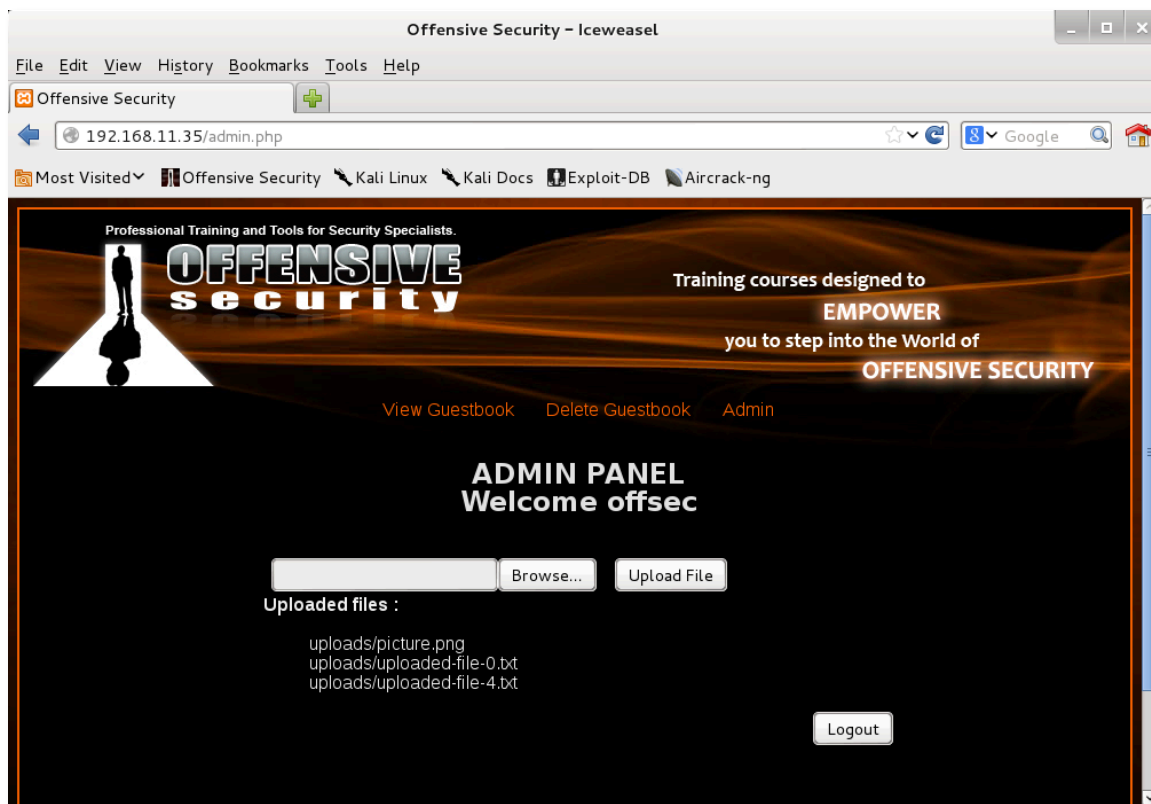 Offensive Security – Iceweasel
File Edit View History Bookmarks Tools Help
Offensive Security
192.168.11.35/admin.php
Google
Most Visited Offensive Security Kali Linux Kali Docs Exploit-DB Aircrack-ng
Professional Training and Tools for Security Specialists.
OFFENSIVE
security
Training courses designed to
EMPOWER
you to step into the World of
OFFENSIVE SECURITY
View Guestbook Delete Guestbook Admin
ADMIN PANEL
Welcome offsec
Browse... Upload File
Uploaded files :
uploads/picture.png
uploads/uploaded-file-0.txt
uploads/uploaded-file-4.txt
Logout